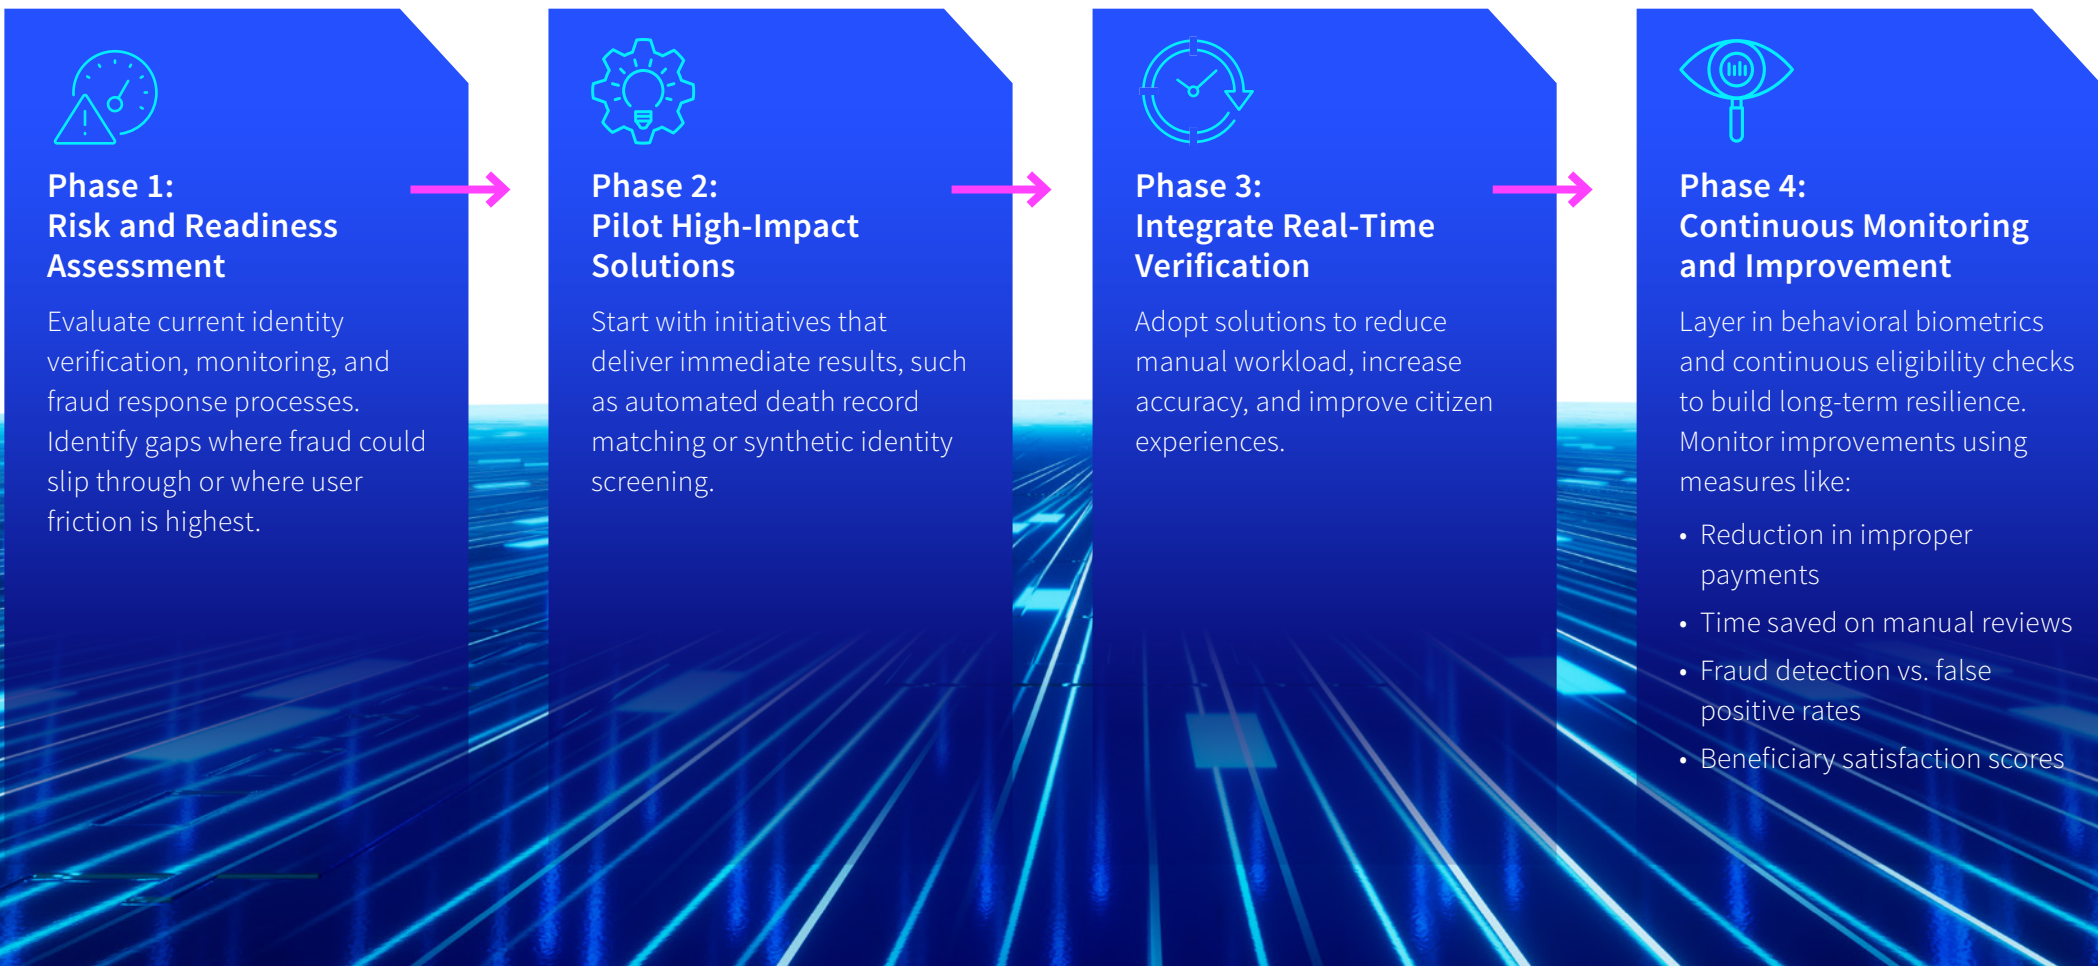 Phase 1:
Risk and Readiness
Assessment
Evaluate current identity
verification, monitoring, and
fraud response processes.
Identify gaps where fraud could
slip through or where user
friction is highest.
Phase 2:
Pilot High-Impact
Solutions
Start with initiatives that
deliver immediate results, such
as automated death record
matching or synthetic identity
screening.
Phase 3:
Integrate Real-Time
Verification
Adopt solutions to reduce
manual workload, increase
accuracy, and improve citizen
experiences.
Phase 4:
Continuous Monitoring
and Improvement
Layer in behavioral biometrics
and continuous eligibility checks
to build long-term resilience.
Monitor improvements using
measures like:
• Reduction in improper
payments
• Time saved on manual reviews
• Fraud detection vs. false
positive rates
• Beneficiary satisfaction scores